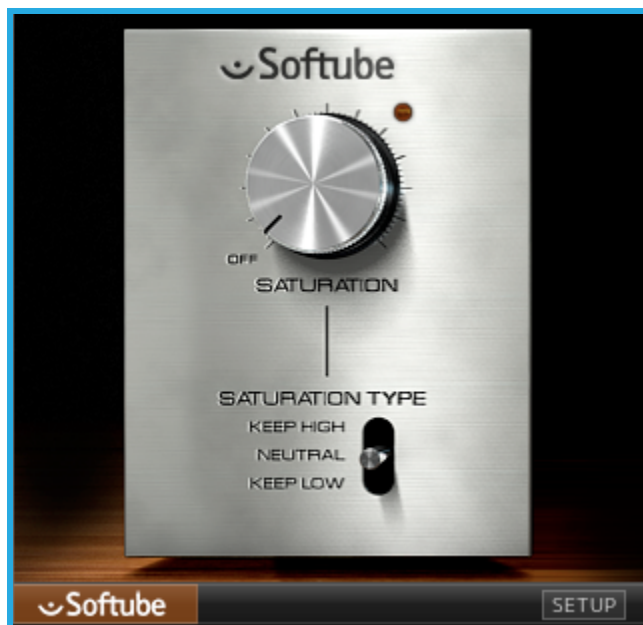 Softube
OFF
SATURATION
SATURATION TYPE
KEEP HIGH
NEUTRAL
KEEP LOW
Softube
SETUP